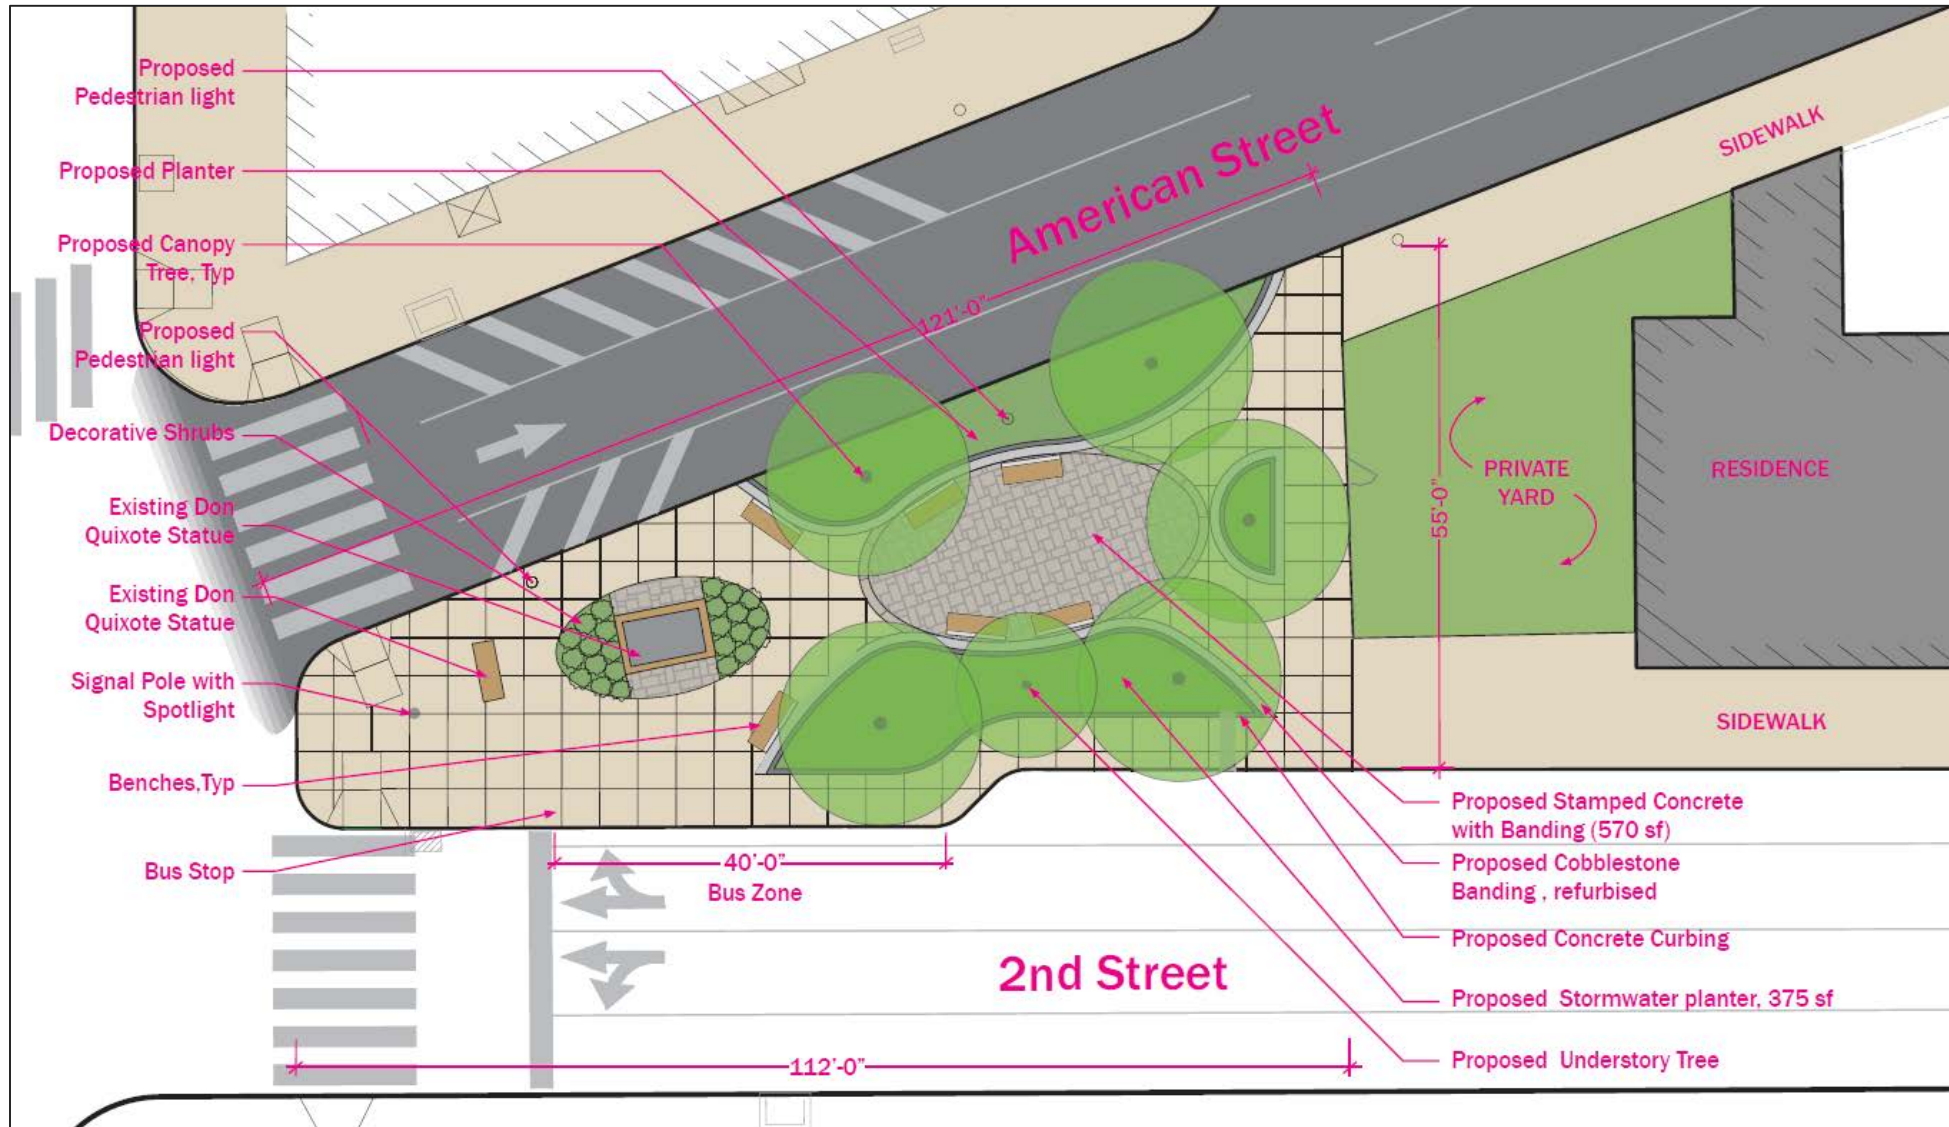 Proposed
Pedestrian light
Proposed Planter
Proposed Canopy
Tree, Typ
Proposed
Pedestrian light
Decorative Shrubs
Existing Don
Quixote Statue
Existing Don
Quixote Statue
Signal Pole with
Spotlight
Benches,Typ
Bus Stop
American Street
121'-0"
SIDEWALK
55'-0"
PRIVATE
YARD
RESIDENCE
SIDEWALK
40'-0"
Bus Zone
2nd Street
112'-0"
Proposed Stamped Concrete
with Banding (570 sf)
Proposed Cobblestone
Banding , refurbised
Proposed Concrete Curbing
Proposed Stormwater planter, 375 sf
Proposed Understory Tree